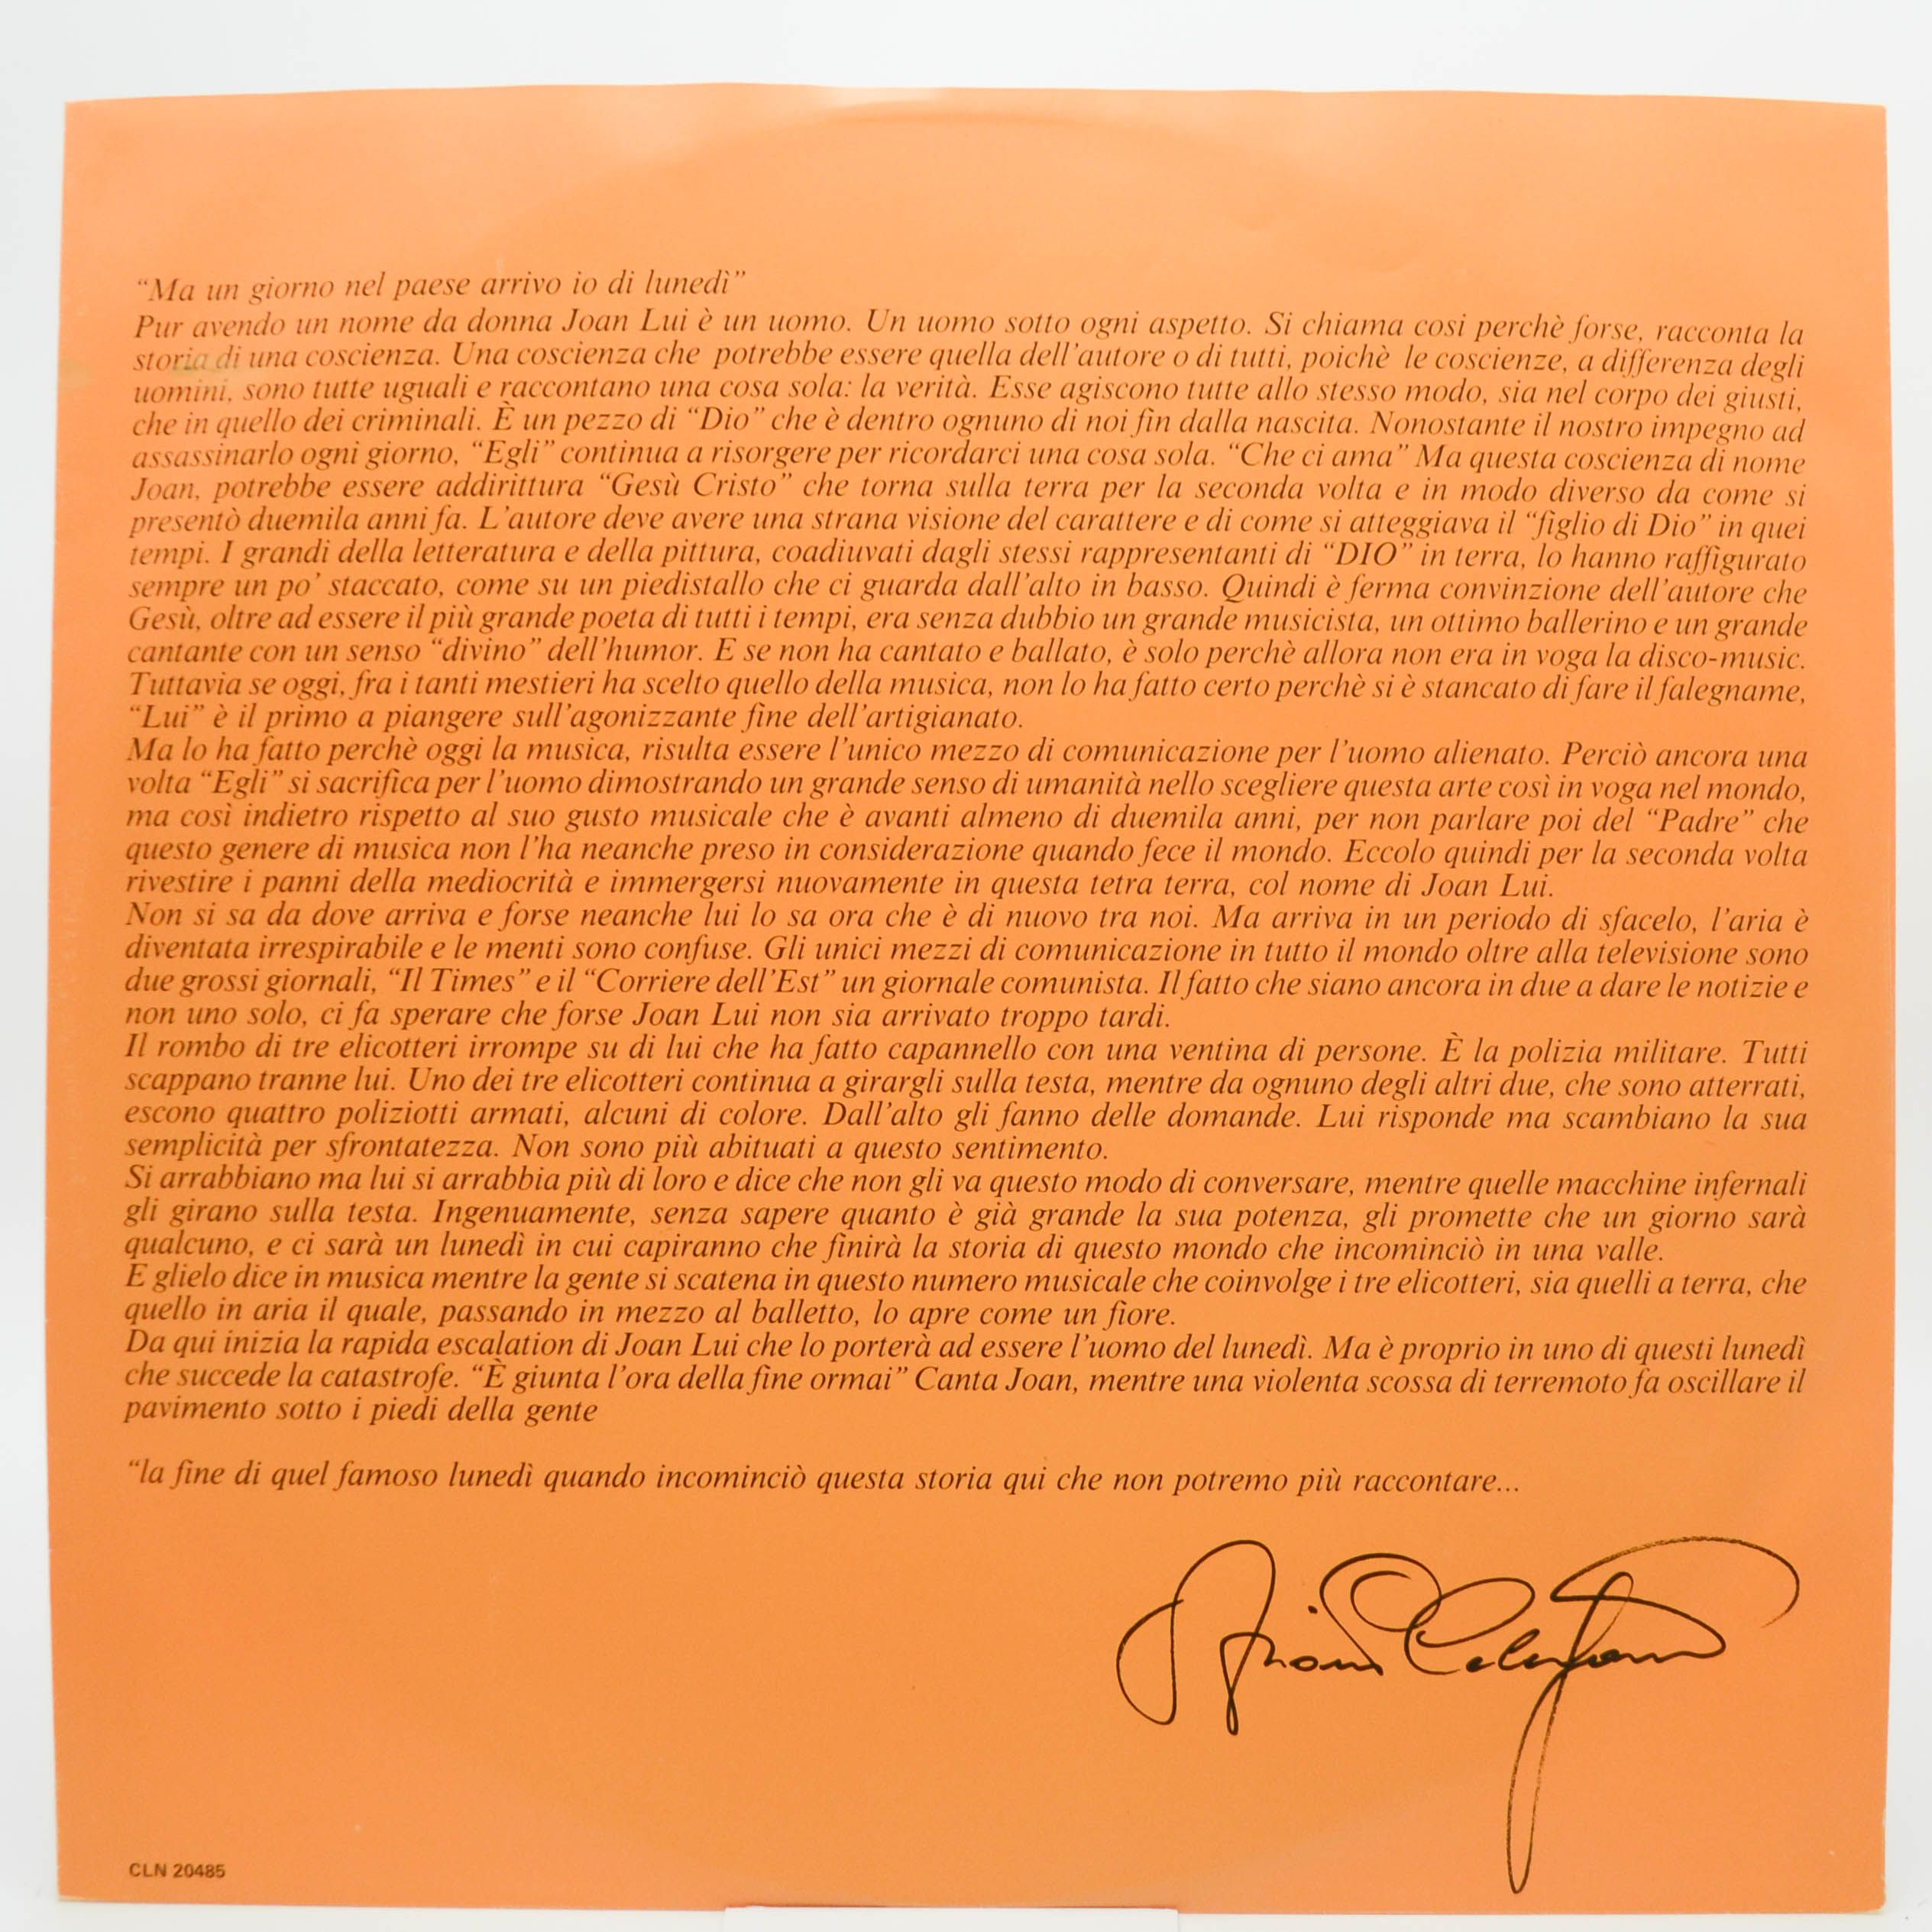 “Ma un giorno nel paese arrivo io di lunedì”
Pur avendo un nome da donna Joan Lui è un uomo. Un uomo sotto ogni aspetto. Si chiama cosi perchè forse, racconta la
storia di una coscienza. Una coscienza che potrebbe essere quella dell’autore o di tutti, poichè le coscienze, a differenza degli
uomini, sono tutte uguali e raccontano una cosa sola: la verità. Esse agiscono tutte allo stesso modo, sia nel corpo dei giusti,
che in quello dei criminali. È un pezzo di “Dio” che è dentro ognuno di noi fin dalla nascita. Nonostante il nostro impegno ad
assassinarlo ogni giorno, “Egli” continua a risorgere per ricordarci una cosa sola. “Che ci ama” Ma questa coscienza di nome
Joan, potrebbe essere addirittura “Gesù Cristo” che torna sulla terra per la seconda volta e in modo diverso da come si
presentò duemila anni fa. L’autore deve avere una strana visione del carattere e di come si atteggiava il “figlio di Dio” in quei
tempi. I grandi della letteratura e della pittura, coadiuvati dagli stessi rappresentanti di “DIO” in terra, lo hanno raffigurato
sempre un po’ staccato, come su un piedistallo che ci guarda dall’alto in basso. Quindi è ferma convinzione dell’autore che
Gesù, oltre ad essere il più grande poeta di tutti i tempi, era senza dubbio un grande musicista, un ottimo ballerino e un grande
cantante con un senso “divino” dell’humor. E se non ha cantato e ballato, è solo perchè allora non era in voga la disco-music.
Tuttavia se oggi, fra i tanti mestieri ha scelto quello della musica, non lo ha fatto certo perchè si è stancato di fare il falegname,
“Lui” è il primo a piangere sull’agonizzante fine dell’artigianato.
Ma lo ha fatto perchè oggi la musica, risulta essere l’unico mezzo di comunicazione per l’uomo alienato. Perciò ancora una
volta “Egli” si sacrifica per l’uomo dimostrando un grande senso di umanità nello scegliere questa arte così in voga nel mondo,
ma così indietro rispetto al suo gusto musicale che è avanti almeno di duemila anni, per non parlare poi del “Padre” che
questo genere di musica non l’ha neanche preso in considerazione quando fece il mondo. Eccolo quindi per la seconda volta
rivestire i panni della mediocrità e immergersi nuovamente in questa tetra terra, col nome di Joan Lui.
Non si sa da dove arriva e forse neanche lui lo sa ora che è di nuovo tra noi. Ma arriva in un periodo di sfacelo, l’aria è
diventata irrespirabile e le menti sono confuse. Gli unici mezzi di comunicazione in tutto il mondo oltre alla televisione sono
due grossi giornali, “Il Times” e il “Corriere dell’Est” un giornale comunista. Il fatto che siano ancora in due a dare le notizie e
non uno solo, ci fa sperare che forse Joan Lui non sia arrivato troppo tardi.
Il rombo di tre elicotteri irrompe su di lui che ha fatto capannello con una ventina di persone. È la polizia militare. Tutti
scappano tranne lui. Uno dei tre elicotteri continua a girargli sulla testa, mentre da ognuno degli altri due, che sono atterrati,
escono quattro poliziotti armati, alcuni di colore. Dall’alto gli fanno delle domande. Lui risponde ma scambiano la sua
semplicità per sfrontatezza. Non sono più abituati a questo sentimento.
Si arrabbiano ma lui si arrabbia più di loro e dice che non gli va questo modo di conversare, mentre quelle macchine infernali
gli girano sulla testa. Ingenuamente, senza sapere quanto è già grande la sua potenza, gli promette che un giorno sarà
qualcuno, e ci sarà un lunedì in cui capiranno che finirà la storia di questo mondo che incominciò in una valle.
E glielo dice in musica mentre la gente si scatena in questo numero musicale che coinvolge i tre elicotteri, sia quelli a terra, che
quello in aria il quale, passando in mezzo al balletto, lo apre come un fiore.
Da qui inizia la rapida escalation di Joan Lui che lo porterà ad essere l’uomo del lunedì. Ma è proprio in uno di questi lunedì
che succede la catastrofe. “È giunta l’ora della fine ormai” Canta Joan, mentre una violenta scossa di terremoto fa oscillare il
pavimento sotto i piedi della gente
“la fine di quel famoso lunedì quando incominciò questa storia qui che non potremo più raccontare...
Adriano Celentano
CLN 20485